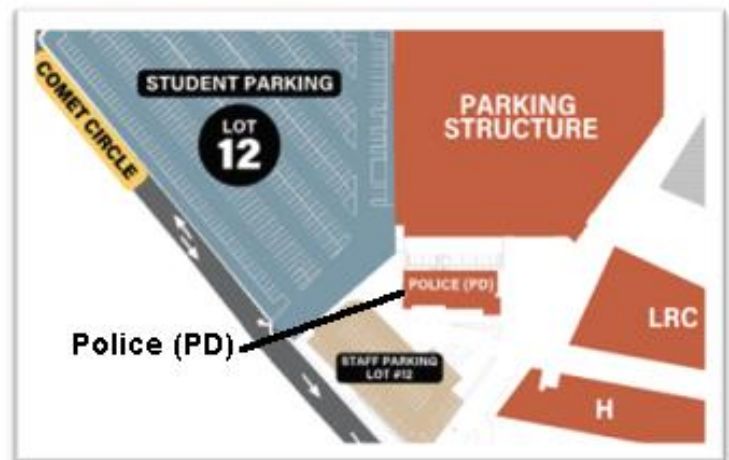 COMET CIRCLE
STUDENT PARKING
LOT
12
PARKING
STRUCTURE
POLICE (PD)
Police (PD)
STAFF PARKING
LOT #12
LRC
H